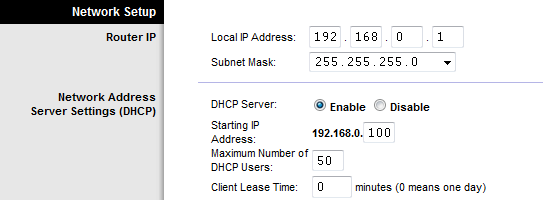 Network Setup
Router IP
Local IP Address: 192 . 168 . 0 . 1
Subnet Mask: 255.255.255.0
Network Address
Server Settings (DHCP)
DHCP Server: Enable Disable
Starting IP
Address: 192.168.0. 100
Maximum Number of
DHCP Users: 50
Client Lease Time: 0 minutes (0 means one day)